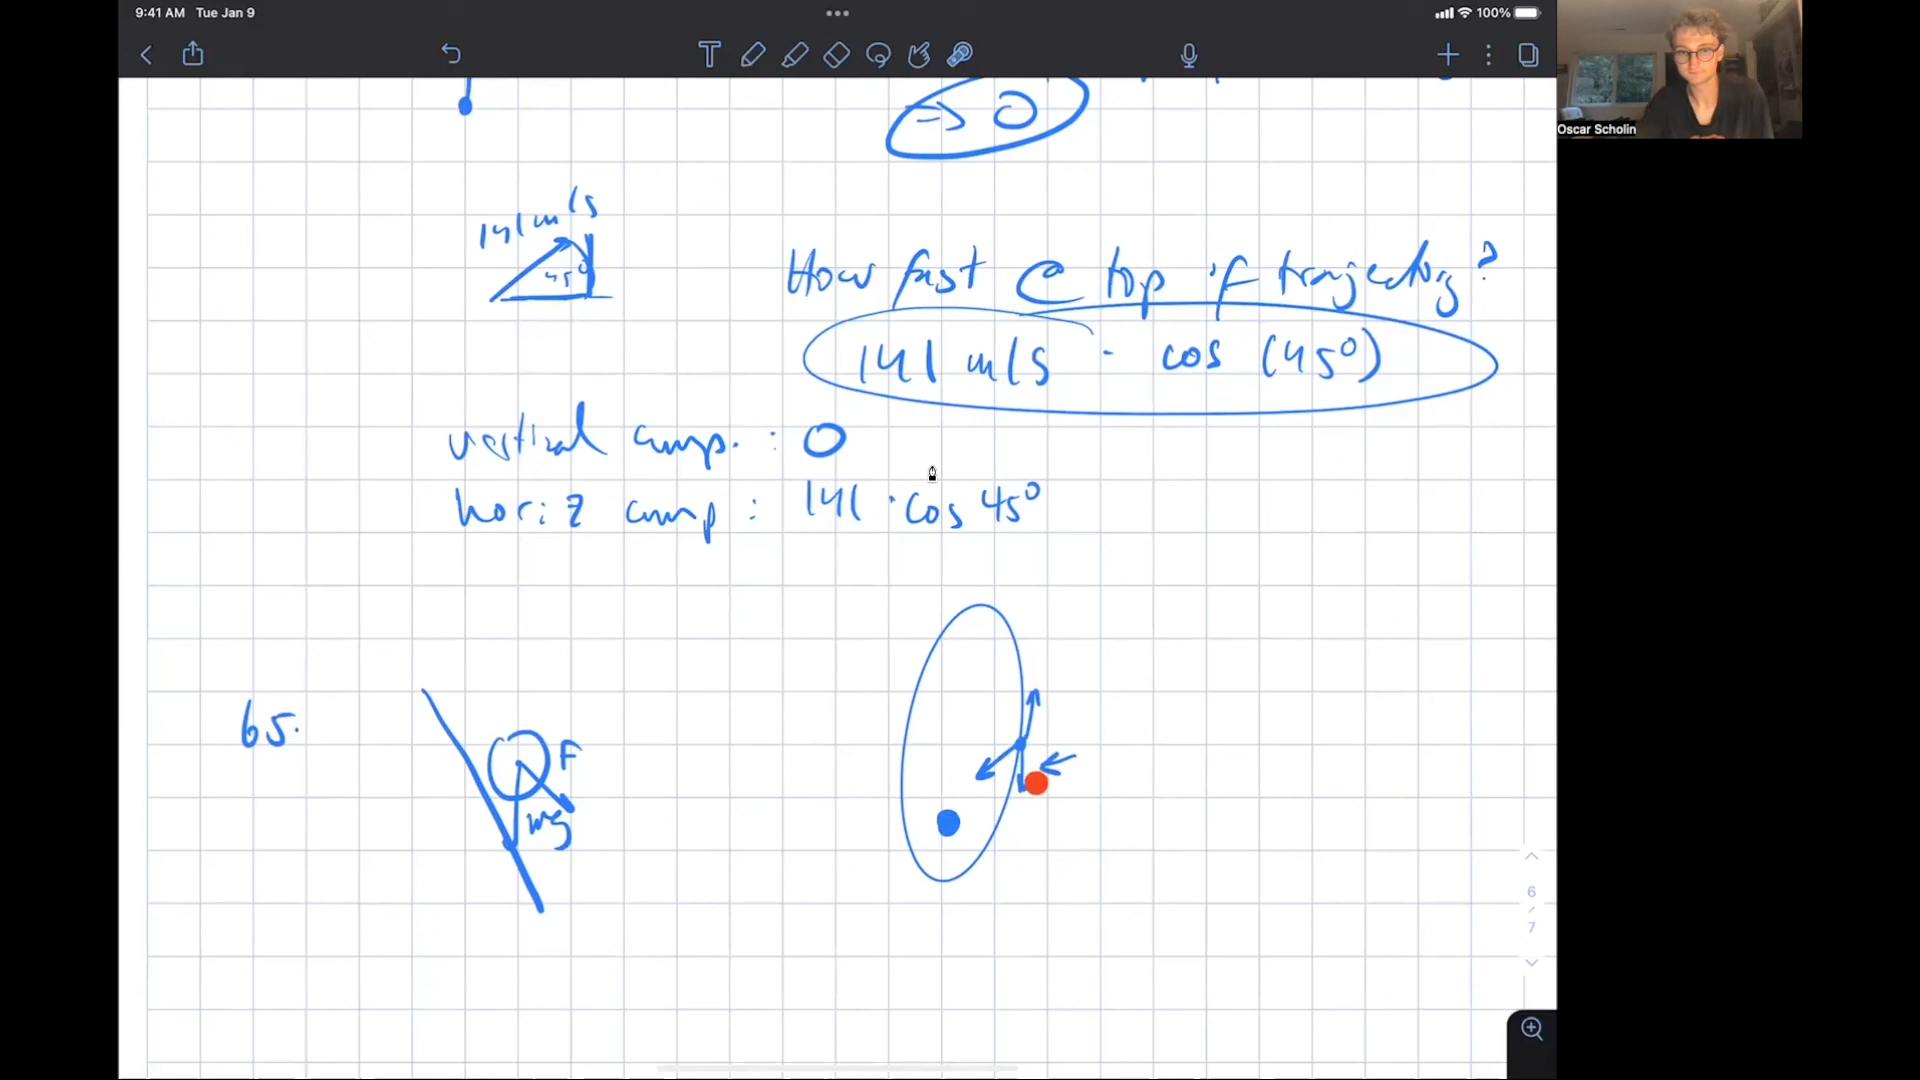 9:41 AM Tue Jan 9
100%
Oscar Scholin
=> 0
141 m/s
45°
How fast @ top of trajectory?
141 m/s · cos (45°)
vertical comp. : 0
horiz comp : 141 · cos 45°
65.
F
mg
6
7